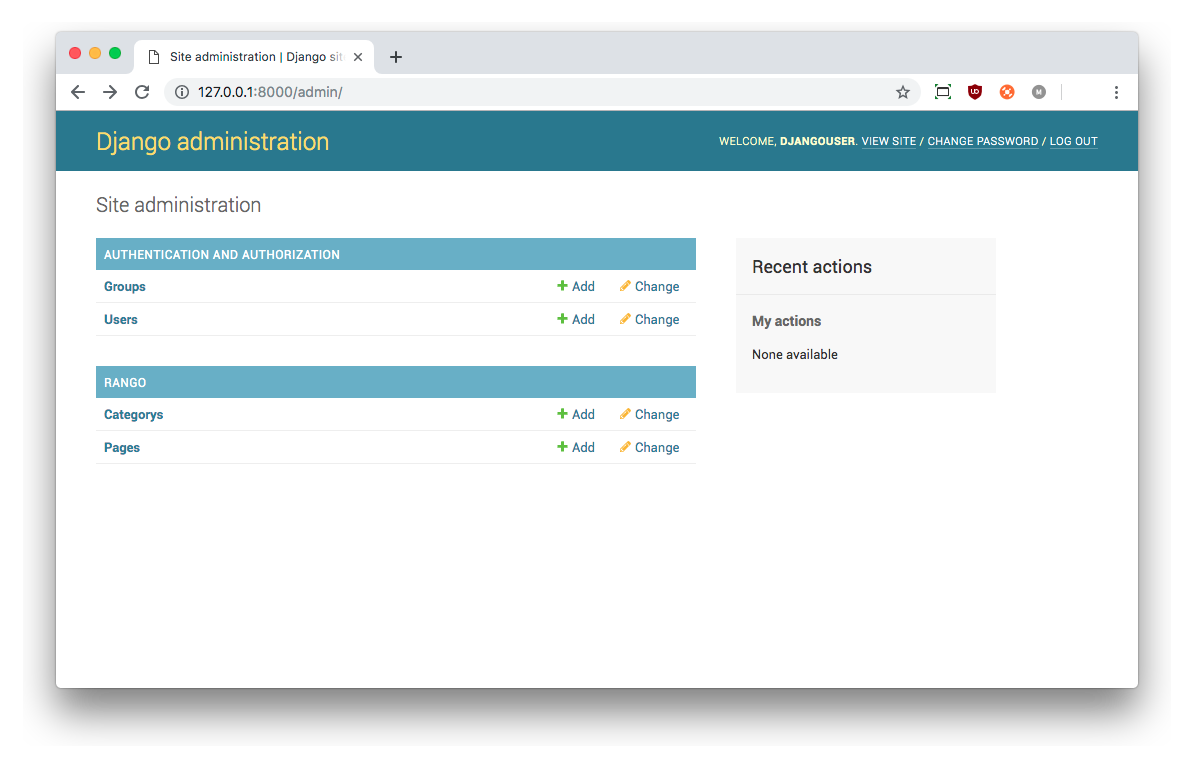 Site administration | Django sit
127.0.0.1:8000/admin/
UD
M
Django administration
WELCOME, DJANGOUSER. VIEW SITE / CHANGE PASSWORD / LOG OUT
Site administration
AUTHENTICATION AND AUTHORIZATION
Groups Add Change
Users Add Change
RANGO
Categorys Add Change
Pages Add Change
Recent actions
My actions
None available